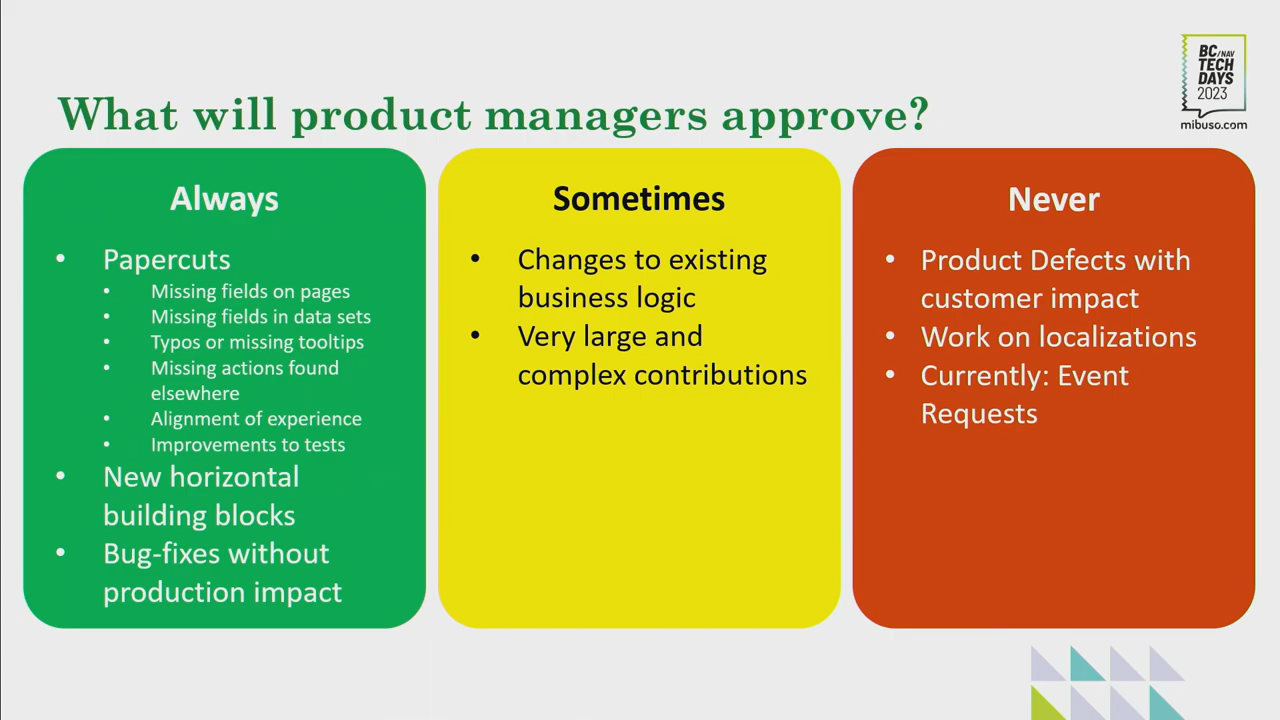 BC/NAV
TECH
DAYS
2023
mibuso.com
What will product managers approve?
Always
• Papercuts
• Missing fields on pages
• Missing fields in data sets
• Typos or missing tooltips
• Missing actions found
elsewhere
• Alignment of experience
• Improvements to tests
• New horizontal
building blocks
• Bug-fixes without
production impact
Sometimes
• Changes to existing
business logic
• Very large and
complex contributions
Never
• Product Defects with
customer impact
• Work on localizations
• Currently: Event
Requests